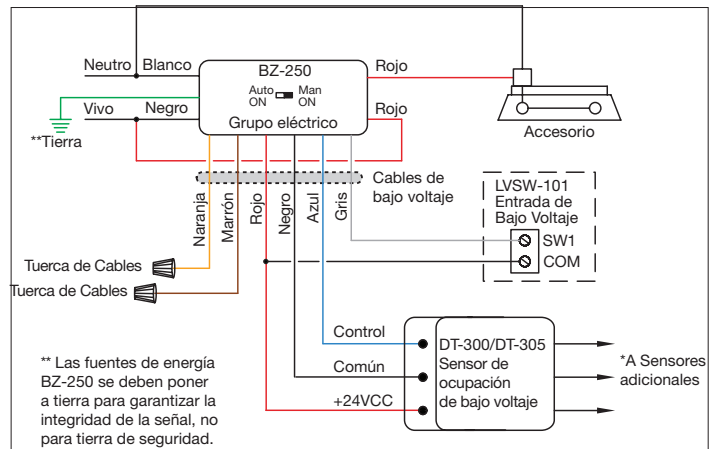 Neutro
Blanco
BZ-250
Rojo
Auto
ON
Man
ON
Vivo
Negro
Rojo
Grupo eléctrico
**Tierra
Accesorio
Cables de
bajo voltaje
Naranja
Marrón
Rojo
Negro
Azul
Gris
LVSW-101
Entrada de
Bajo Voltaje
SW1
COM
Tuerca de Cables
Tuerca de Cables
Control
Común
+24VCC
DT-300/DT-305
Sensor de
ocupación
de bajo voltaje
*A Sensores
adicionales
** Las fuentes de energía
BZ-250 se deben poner
a tierra para garantizar la
integridad de la señal, no
para tierra de seguridad.